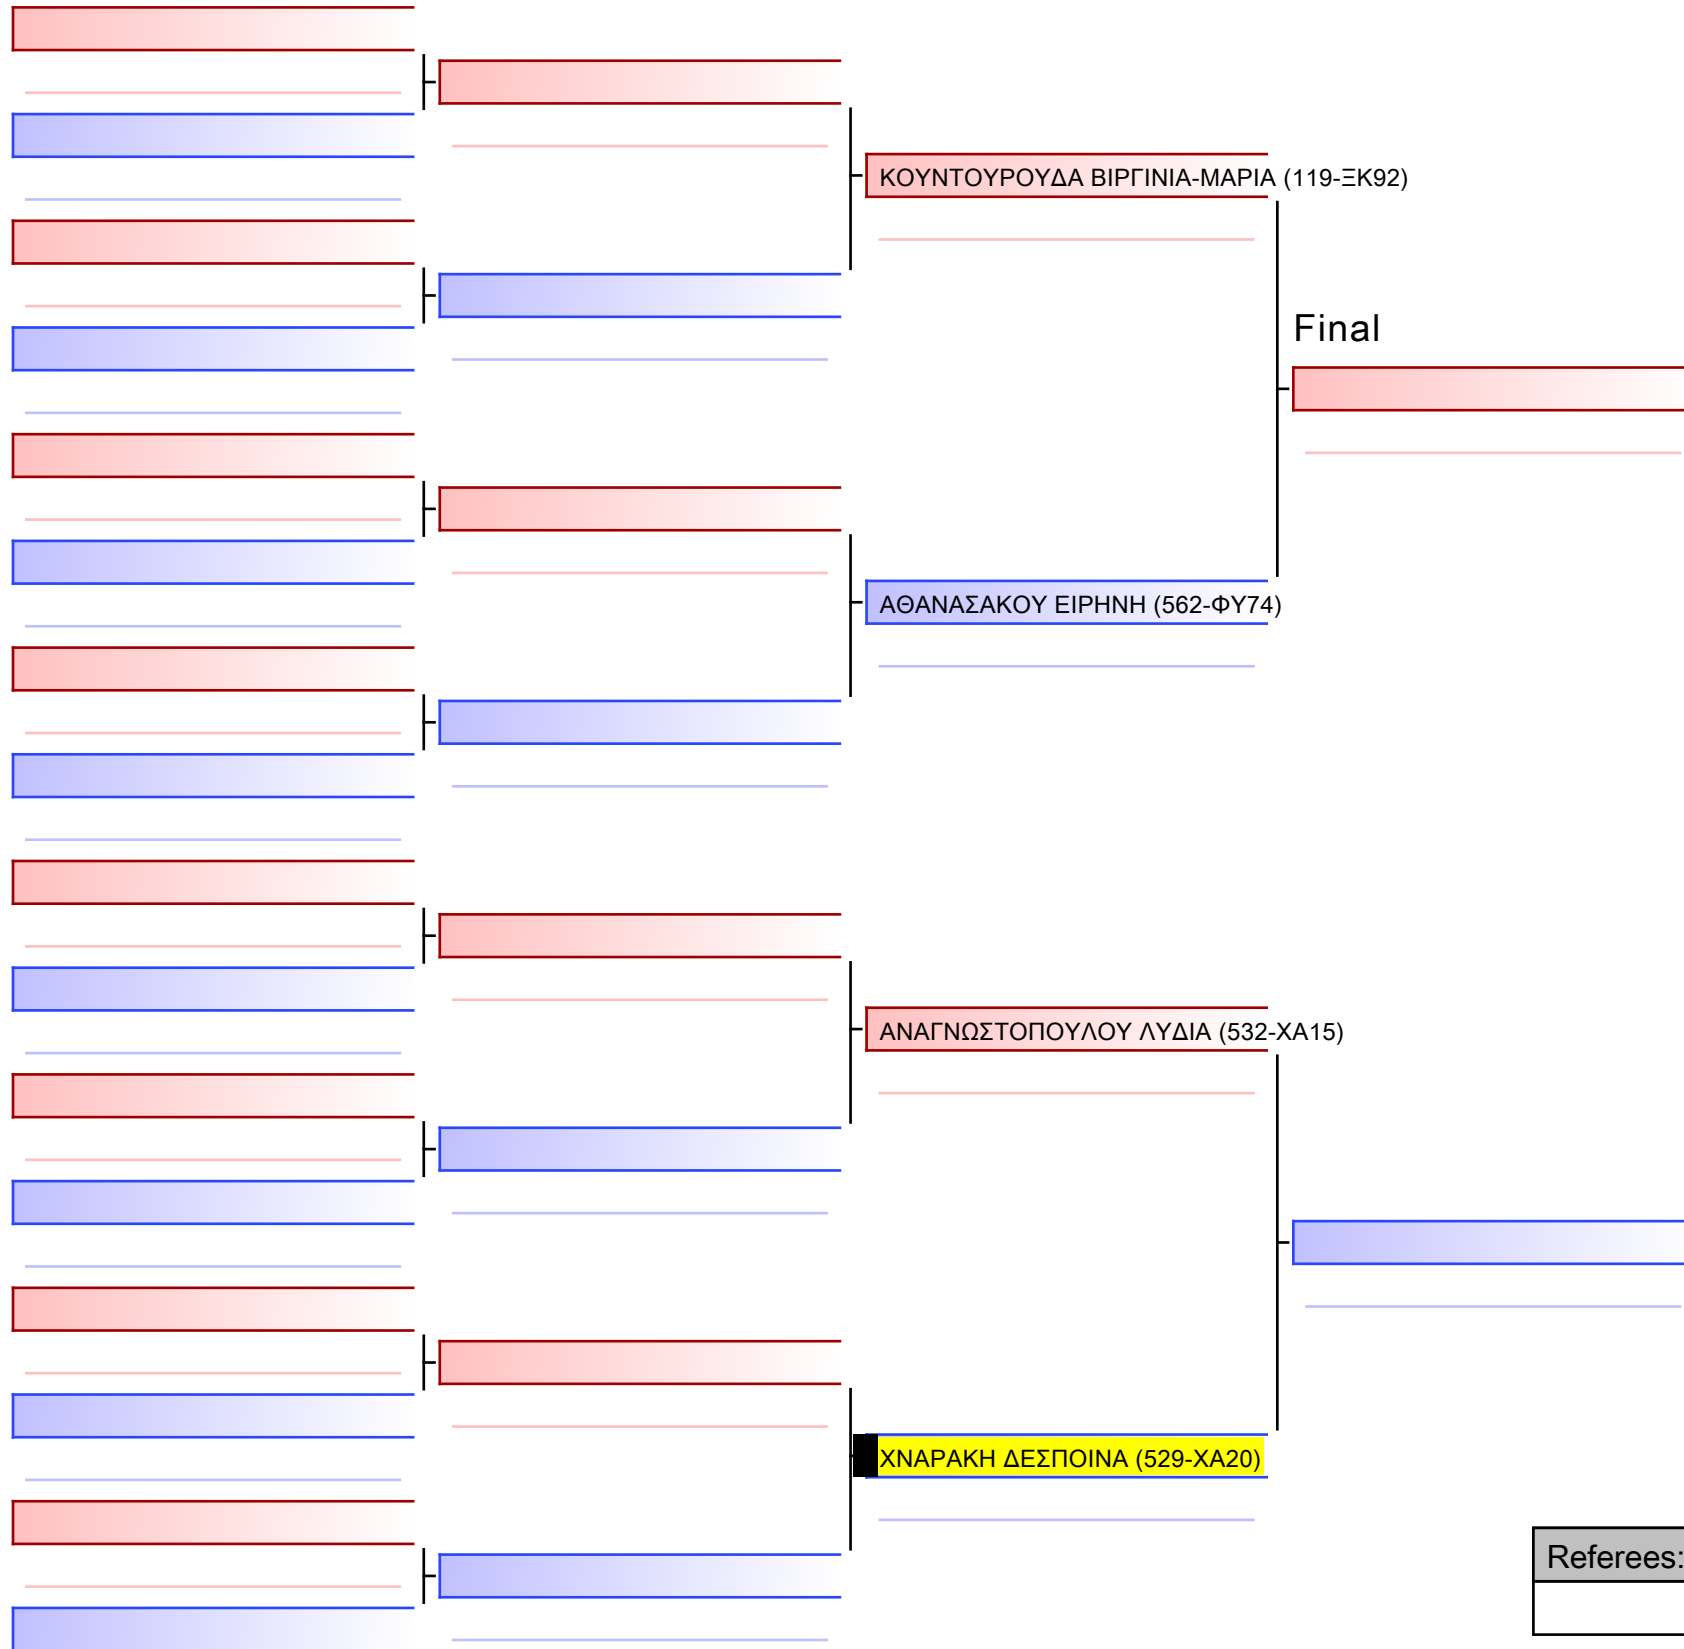 ΚΟΥΝΤΟΥΡΟΥΔΑ ΒΙΡΓΙΝΙΑ-ΜΑΡΙΑ (119-ΞΚ92)
Final
ΑΘΑΝΑΣΑΚΟΥ ΕΙΡΗΝΗ (562-ΦΥ74)
ΑΝΑΓΝΩΣΤΟΠΟΥΛΟΥ ΛΥΔΙΑ (532-ΧΑ15)
ΧΝΑΡΑΚΗ ΔΕΣΠΟΙΝΑ (529-ΧΑ20)
Referees: